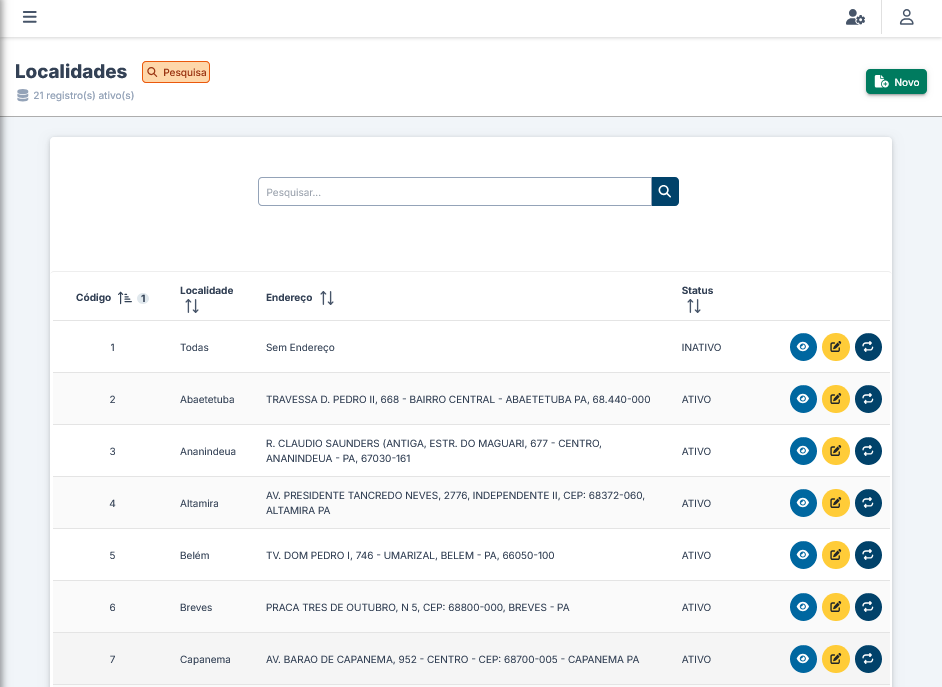 Localidades
Pesquisa
21 registro(s) ativo(s)
Novo
Pesquisar...
Código 1 Localidade Endereço Status
1 Todas Sem Endereço INATIVO
2 Abaetetuba TRAVESSA D. PEDRO II, 668 - BAIRRO CENTRAL - ABAETETUBA PA, 68.440-000 ATIVO
3 Ananindeua R. CLAUDIO SAUNDERS (ANTIGA, ESTR. DO MAGUARI, 677 - CENTRO,
ANANINDEUA - PA, 67030-161 ATIVO
4 Altamira AV. PRESIDENTE TANCREDO NEVES, 2776, INDEPENDENTE II, CEP: 68372-060,
ALTAMIRA PA ATIVO
5 Belém TV. DOM PEDRO I, 746 - UMARIZAL, BELEM - PA, 66050-100 ATIVO
6 Breves PRACA TRES DE OUTUBRO, N 5, CEP: 68800-000, BREVES - PA ATIVO
7 Capanema AV. BARAO DE CAPANEMA, 952 - CENTRO - CEP: 68700-005 - CAPANEMA PA ATIVO